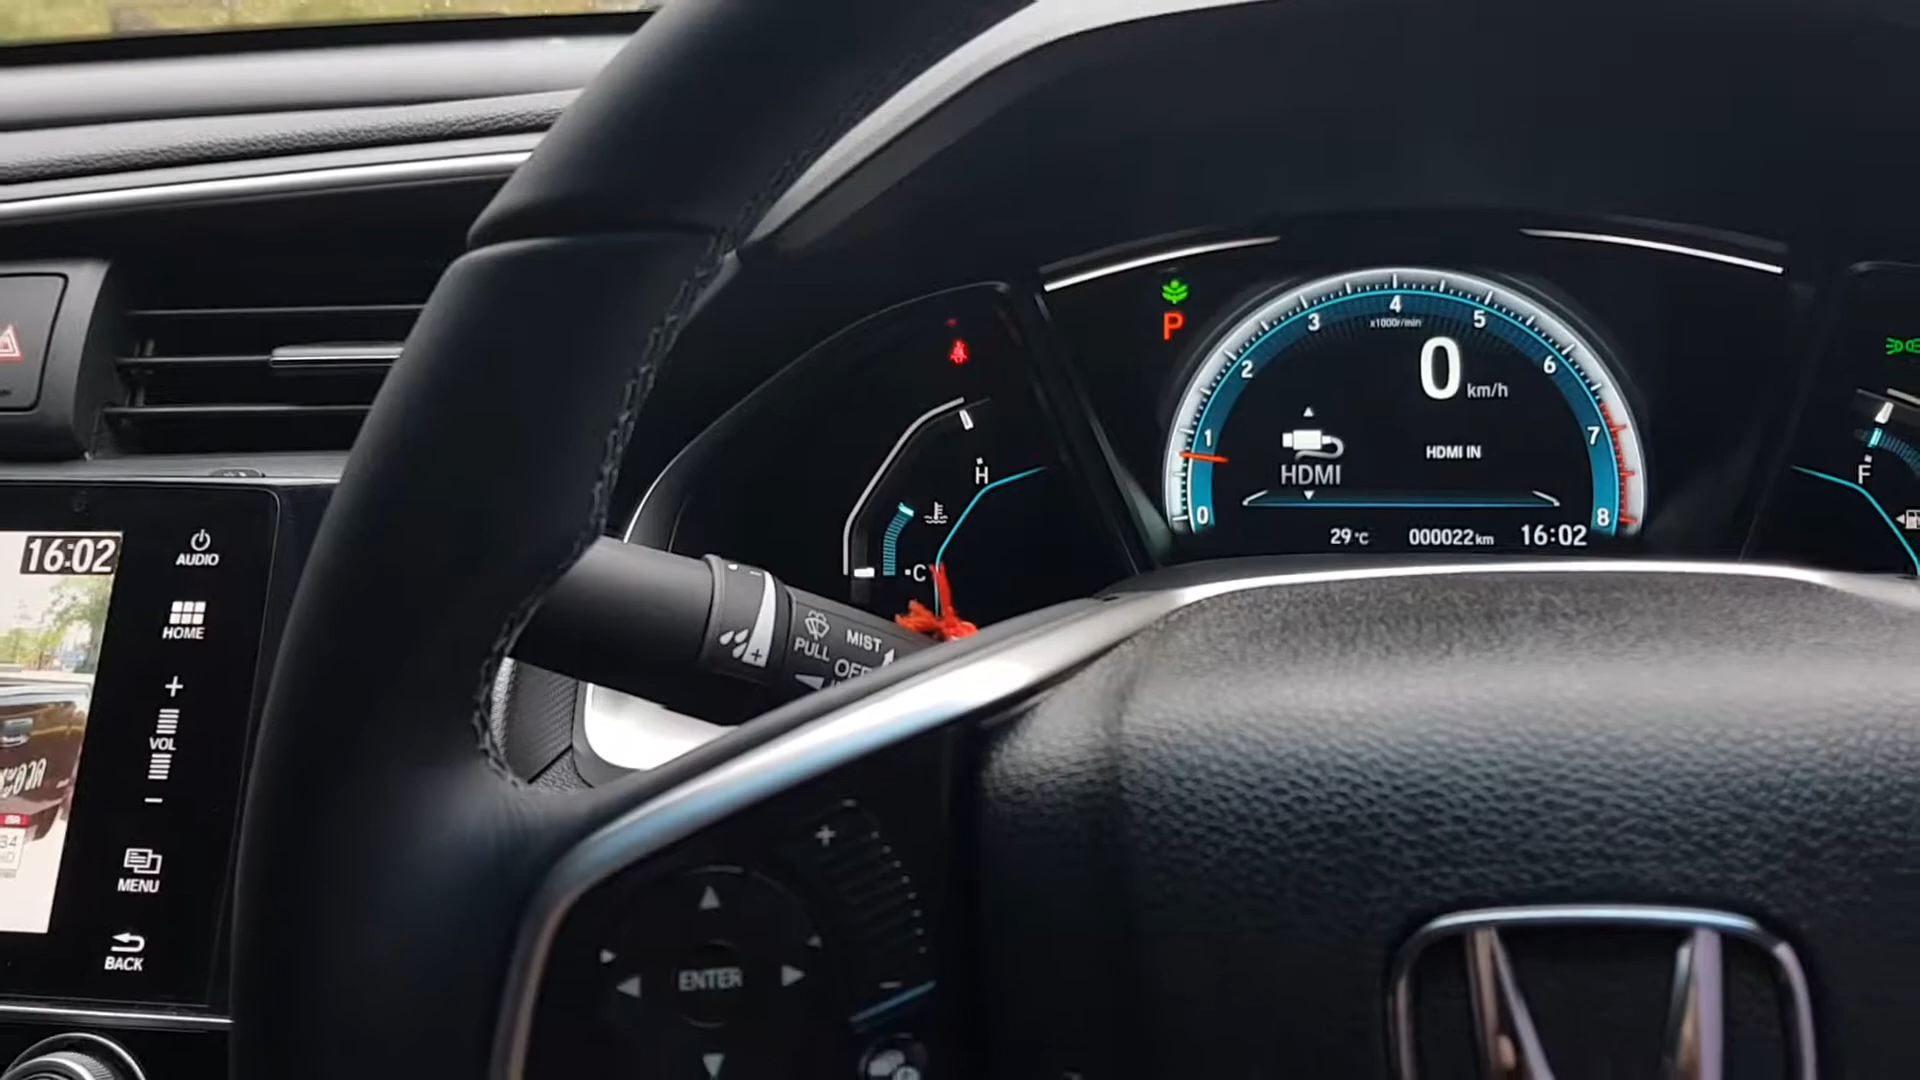 16:02
AUDIO
HOME
+
VOL
−
MENU
BACK
PULL
MIST
OFF
+
ENTER
−
H
C
P
0
1
2
3
4
5
6
7
8
x1000r/min
0 km/h
HDMI
HDMI IN
29°C
000022 km
16:02
F